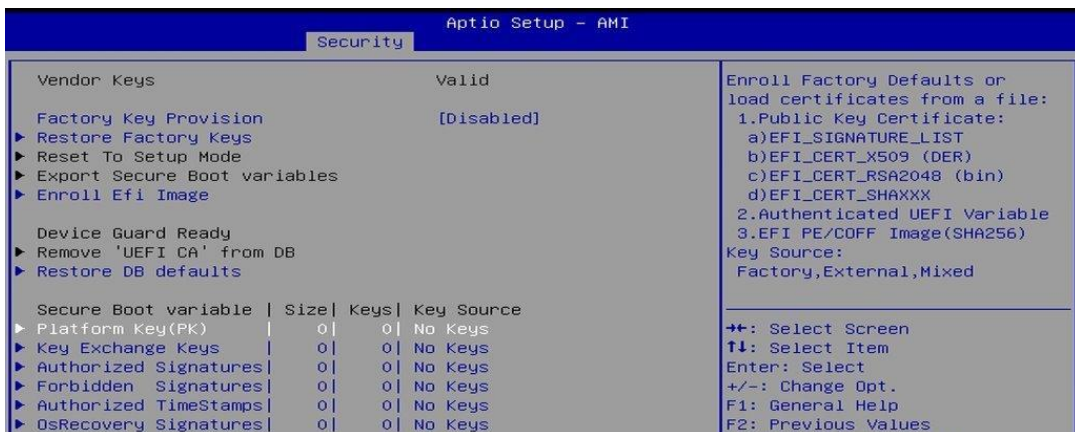 Aptio Setup - AMI
Security
Vendor Keys Valid
Factory Key Provision [Disabled]
▶ Restore Factory Keys
▶ Reset To Setup Mode
▶ Export Secure Boot variables
▶ Enroll Efi Image
Device Guard Ready
▶ Remove 'UEFI CA' from DB
▶ Restore DB defaults
Secure Boot variable | Size| Keys| Key Source
▶ Platform Key(PK) | 0| 0| No Keys
▶ Key Exchange Keys | 0| 0| No Keys
▶ Authorized Signatures| 0| 0| No Keys
▶ Forbidden Signatures| 0| 0| No Keys
▶ Authorized TimeStamps| 0| 0| No Keys
▶ OsRecovery Signatures| 0| 0| No Keys
Enroll Factory Defaults or
load certificates from a file:
1.Public Key Certificate:
a)EFI_SIGNATURE_LIST
b)EFI_CERT_X509 (DER)
c)EFI_CERT_RSA2048 (bin)
d)EFI_CERT_SHAXXX
2.Authenticated UEFI Variable
3.EFI PE/COFF Image(SHA256)
Key Source:
Factory,External,Mixed
→←: Select Screen
↑↓: Select Item
Enter: Select
+/-: Change Opt.
F1: General Help
F2: Previous Values